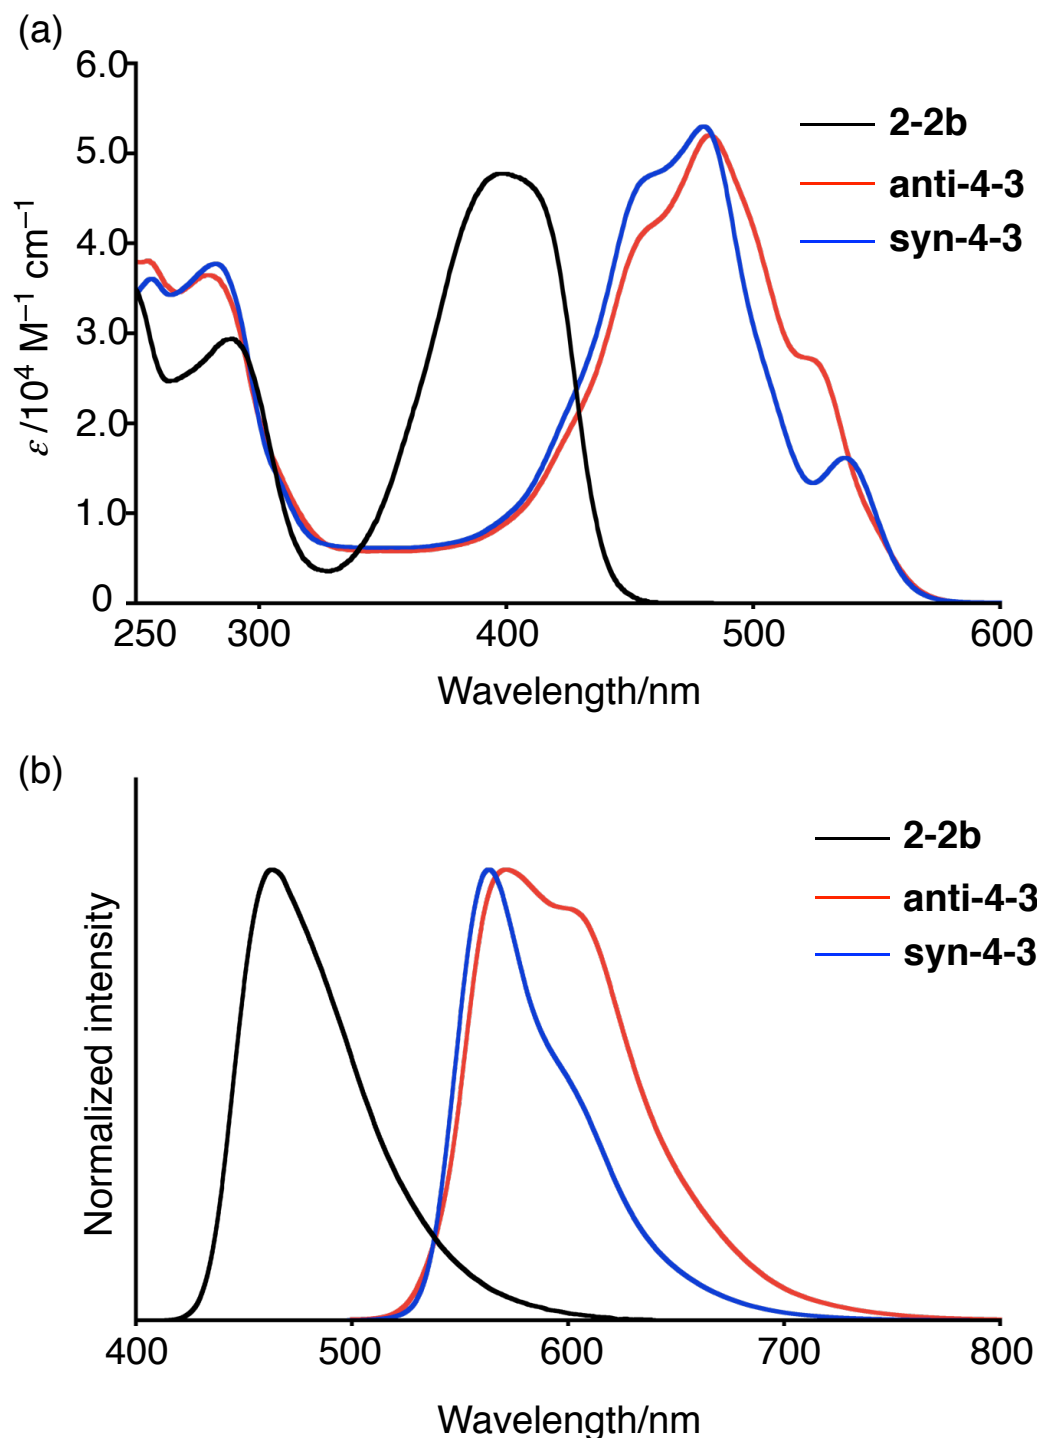 (a)
6.0
5.0
4.0
3.0
2.0
1.0
0
ε /10⁴ M⁻¹ cm⁻¹
2-2b
anti-4-3
syn-4-3
250 300 400 500 600
Wavelength/nm
(b)
Normalized intensity
2-2b
anti-4-3
syn-4-3
400 500 600 700 800
Wavelength/nm